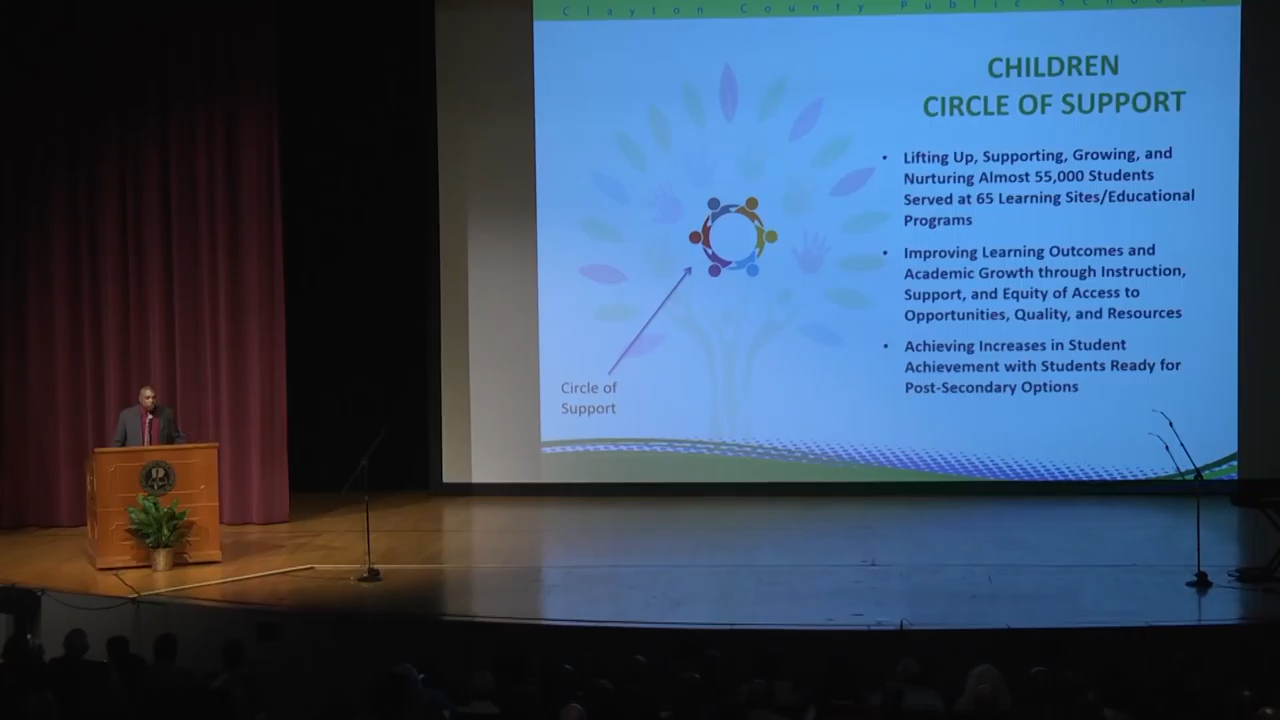 Clayton County Public Schools
CHILDREN
CIRCLE OF SUPPORT
• Lifting Up, Supporting, Growing, and
Nurturing Almost 55,000 Students
Served at 65 Learning Sites/Educational
Programs
• Improving Learning Outcomes and
Academic Growth through Instruction,
Support, and Equity of Access to
Opportunities, Quality, and Resources
• Achieving Increases in Student
Achievement with Students Ready for
Post-Secondary Options
Circle of
Support